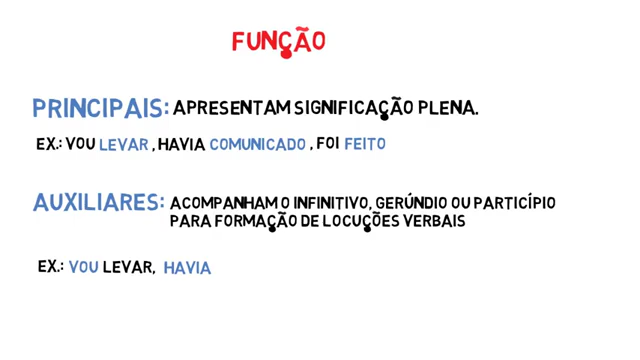 FUNÇÃO
PRINCIPAIS: APRESENTAM SIGNIFICAÇÃO PLENA.
EX.: VOU LEVAR , HAVIA COMUNICADO , FOI FEITO
AUXILIARES: ACOMPANHAM O INFINITIVO, GERÚNDIO OU PARTICÍPIO
PARA FORMAÇÃO DE LOCUÇÕES VERBAIS
EX.: VOU LEVAR, HAVIA